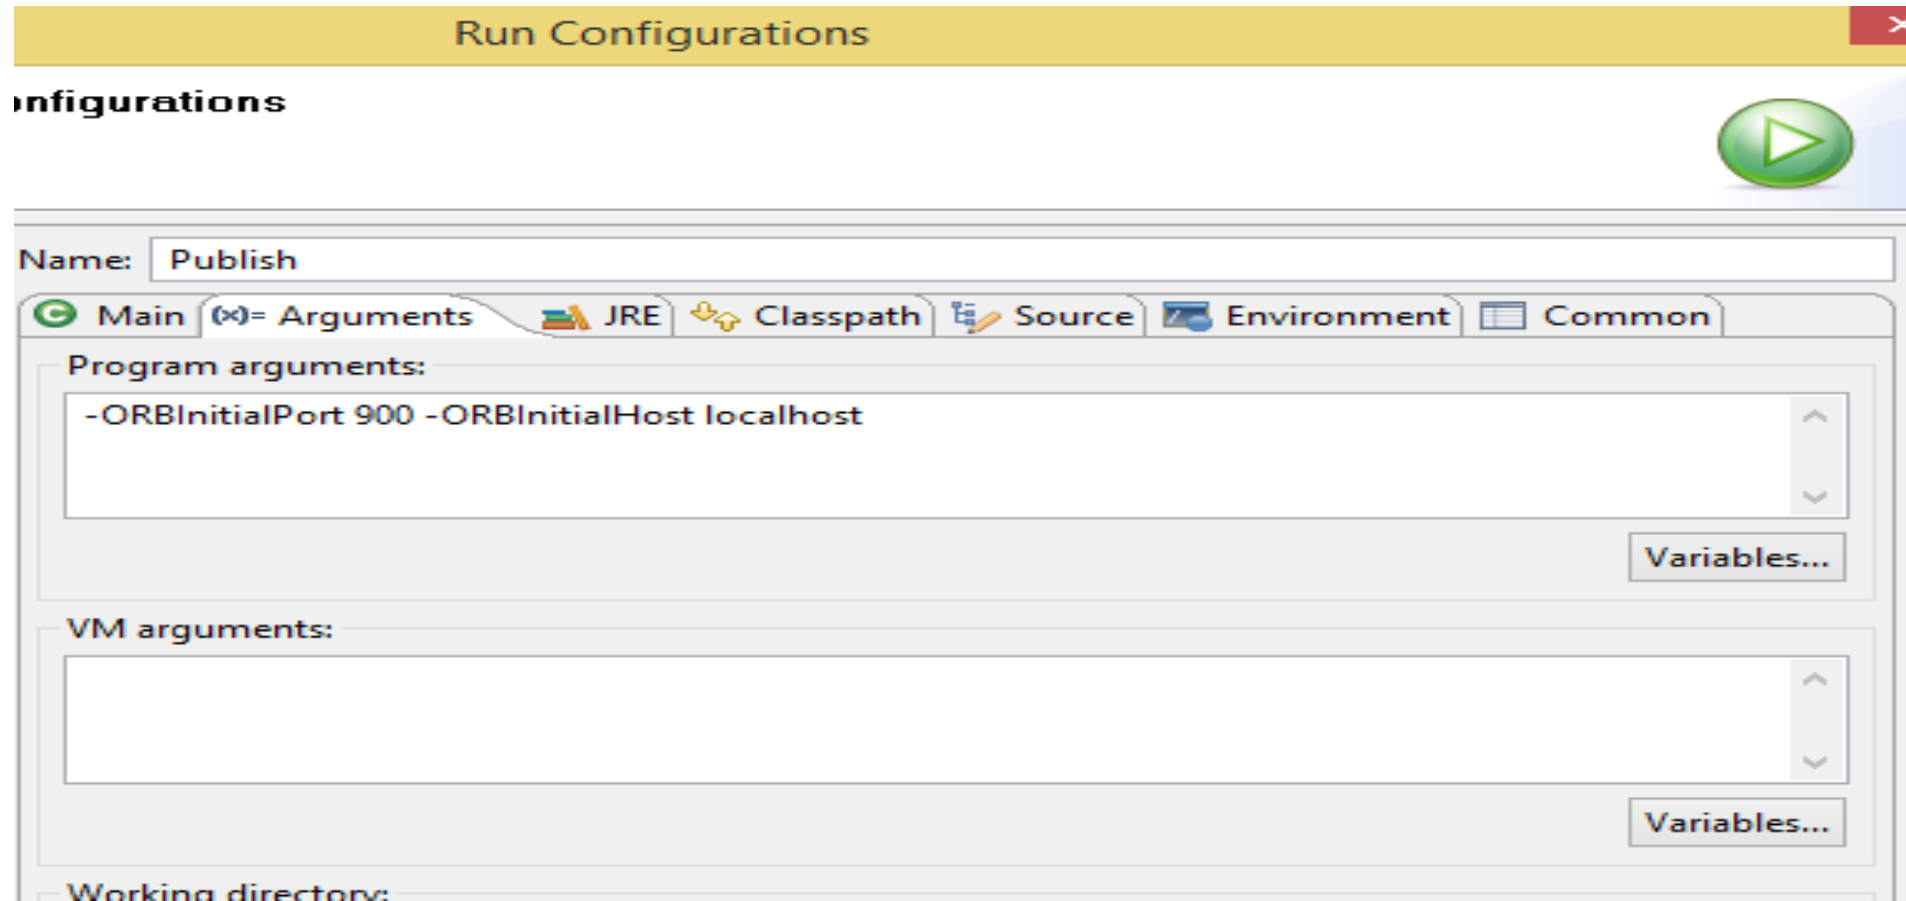 Run Configurations
onfigurations
Name: Publish
Main (x)= Arguments JRE Classpath Source Environment Common
Program arguments:
-ORBInitialPort 900 -ORBInitialHost localhost
Variables...
VM arguments:
Variables...
Working directory: